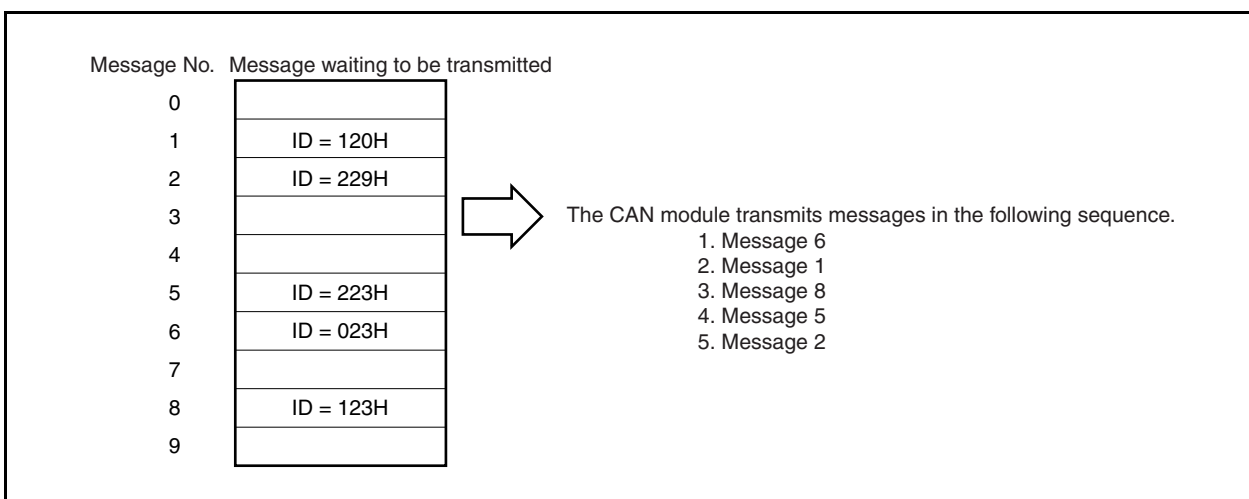 Message No. Message waiting to be transmitted
0
1 ID = 120H
2 ID = 229H
3
4
5 ID = 223H
6 ID = 023H
7
8 ID = 123H
9
The CAN module transmits messages in the following sequence.
1. Message 6
2. Message 1
3. Message 8
4. Message 5
5. Message 2